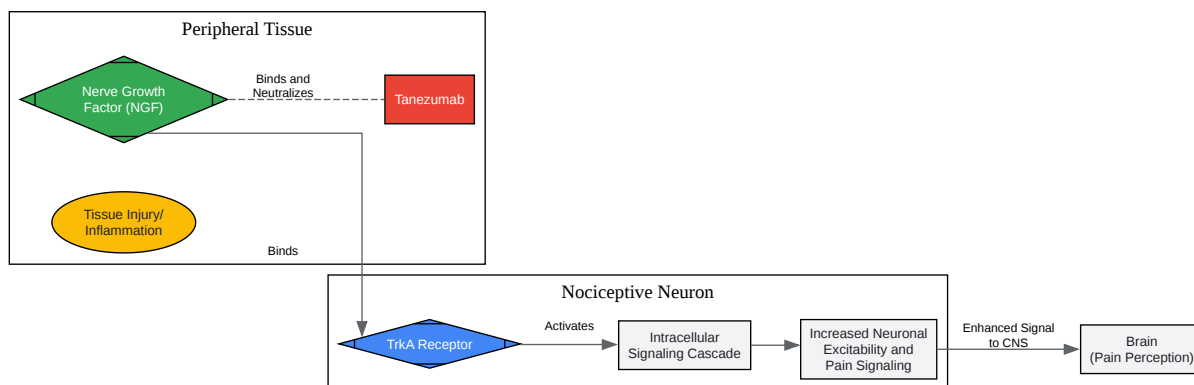 Peripheral Tissue
Nerve Growth
Factor (NGF)
Binds and
Neutralizes
Tanezumab
Tissue Injury/
Inflammation
Binds
Nociceptive Neuron
TrkA Receptor
Activates
Intracellular
Signaling Cascade
Increased Neuronal
Excitability and
Pain Signaling
Enhanced Signal
to CNS
Brain
(Pain Perception)